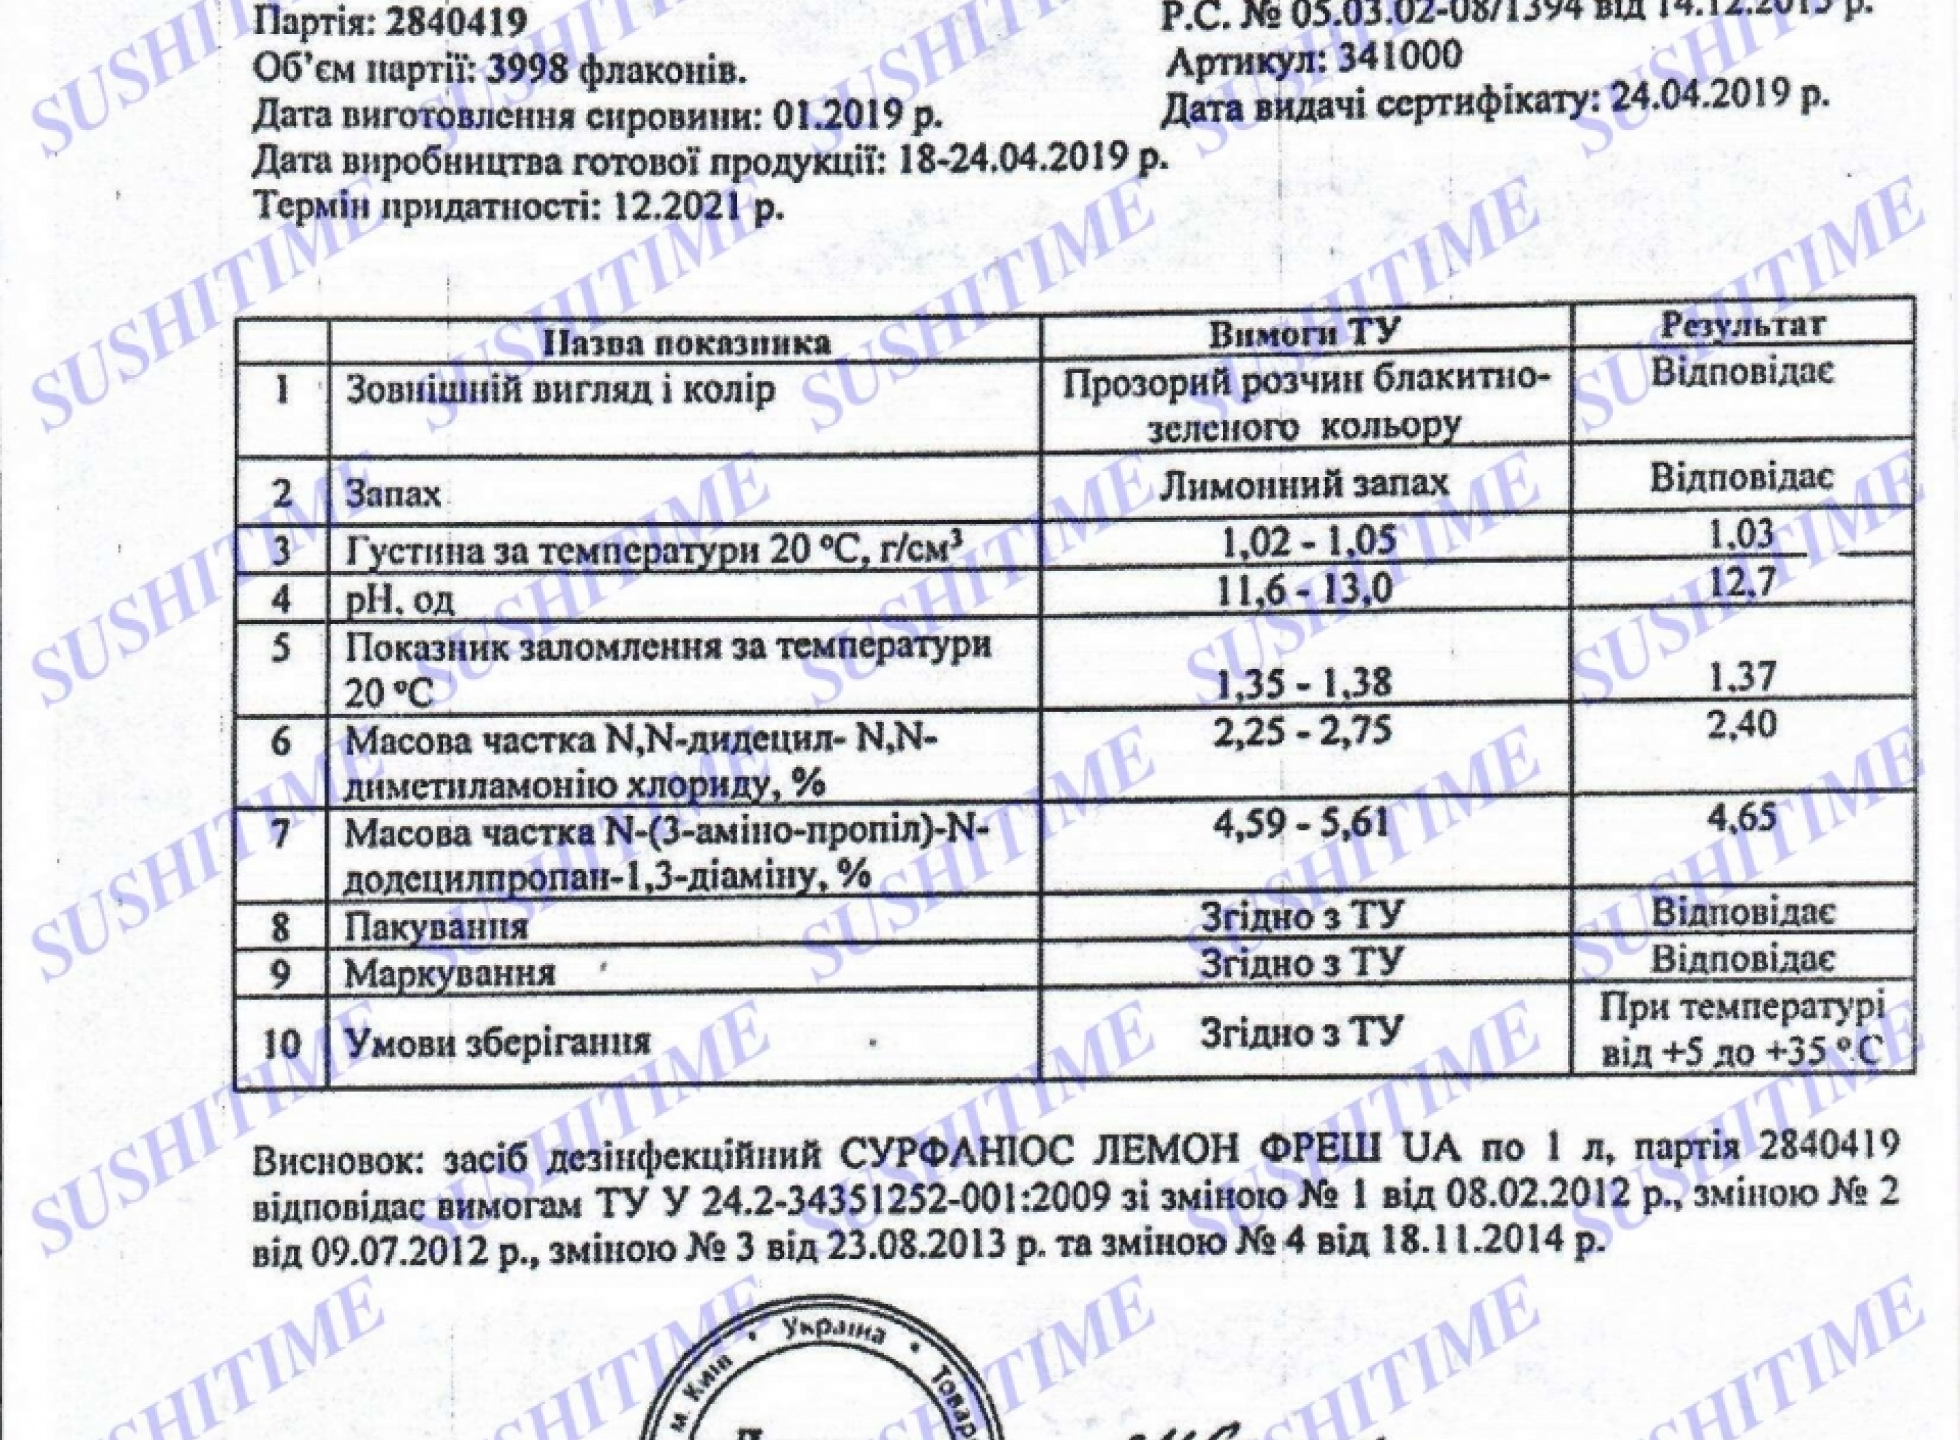 Партія: 2840419
Р.С. № 05.03.02-08/1394 від 14.12.2015 р.
Об’єм партії: 3998 флаконів.
Артикул: 341000
Дата виготовлення сировини: 01.2019 р.
Дата видачі сертифікату: 24.04.2019 р.
Дата виробництва готової продукції: 18-24.04.2019 р.
Термін придатності: 12.2021 р.
Назва показника Вимоги ТУ Результат
1 Зовнішній вигляд і колір Прозорий розчин блакитно- Відповідає
зеленого кольору
2 Запах Лимонний запах Відповідає
3 Густина за температури 20 ºС, г/см³ 1,02 - 1,05 1,03
4 рН, од 11,6 - 13,0 12,7
5 Показник заломлення за температури
20 ºС 1,35 - 1,38 1,37
6 Масова частка N,N-дидецил- N,N- 2,25 - 2,75 2,40
диметиламонію хлориду, %
7 Масова частка N-(3-аміно-пропіл)-N- 4,59 - 5,61 4,65
додецилпропан-1,3-діаміну, %
8 Пакування Згідно з ТУ Відповідає
9 Маркування Згідно з ТУ Відповідає
10 Умови зберігання Згідно з ТУ При температурі
від +5 до +35 º С
Висновок: засіб дезінфекційний СУРФАНІОС ЛЕМОН ФРЕШ UA по 1 л, партія 2840419
відповідає вимогам ТУ У 24.2-34351252-001:2009 зі зміною № 1 від 08.02.2012 р., зміною № 2
від 09.07.2012 р., зміною № 3 від 23.08.2013 р. та зміною № 4 від 18.11.2014 р.
м. Київ • Україна •
SUSHITIME